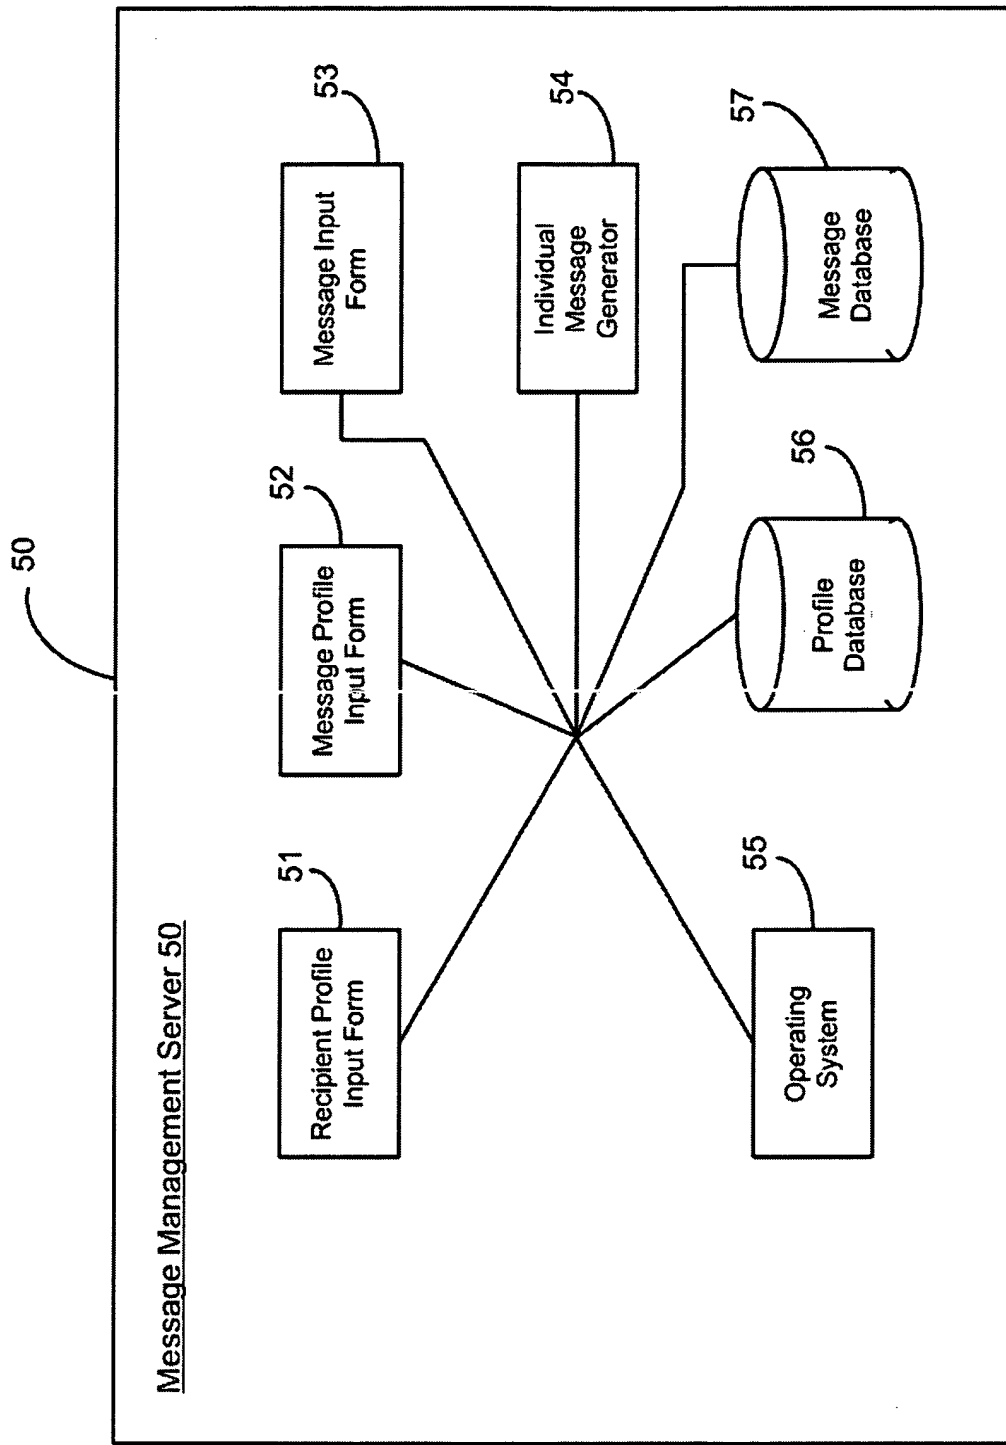 50
Message Management Server 50
51
52
53
Recipient Profile
Input Form
Message Profile
Input Form
Message Input
Form
54
Individual
Message
Generator
55
56
57
Operating
System
Profile
Database
Message
Database